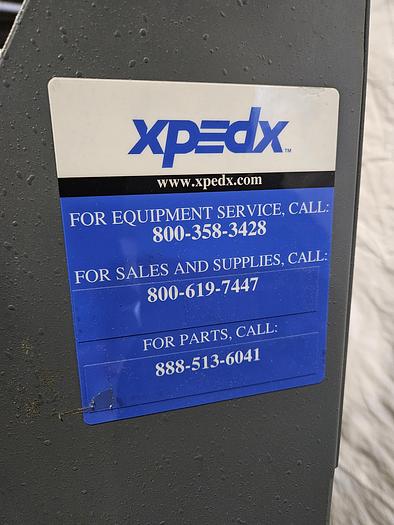 xpedx™
www.xpedx.com
FOR EQUIPMENT SERVICE, CALL:
800-358-3428
FOR SALES AND SUPPLIES, CALL:
800-619-7447
FOR PARTS, CALL:
888-513-6041